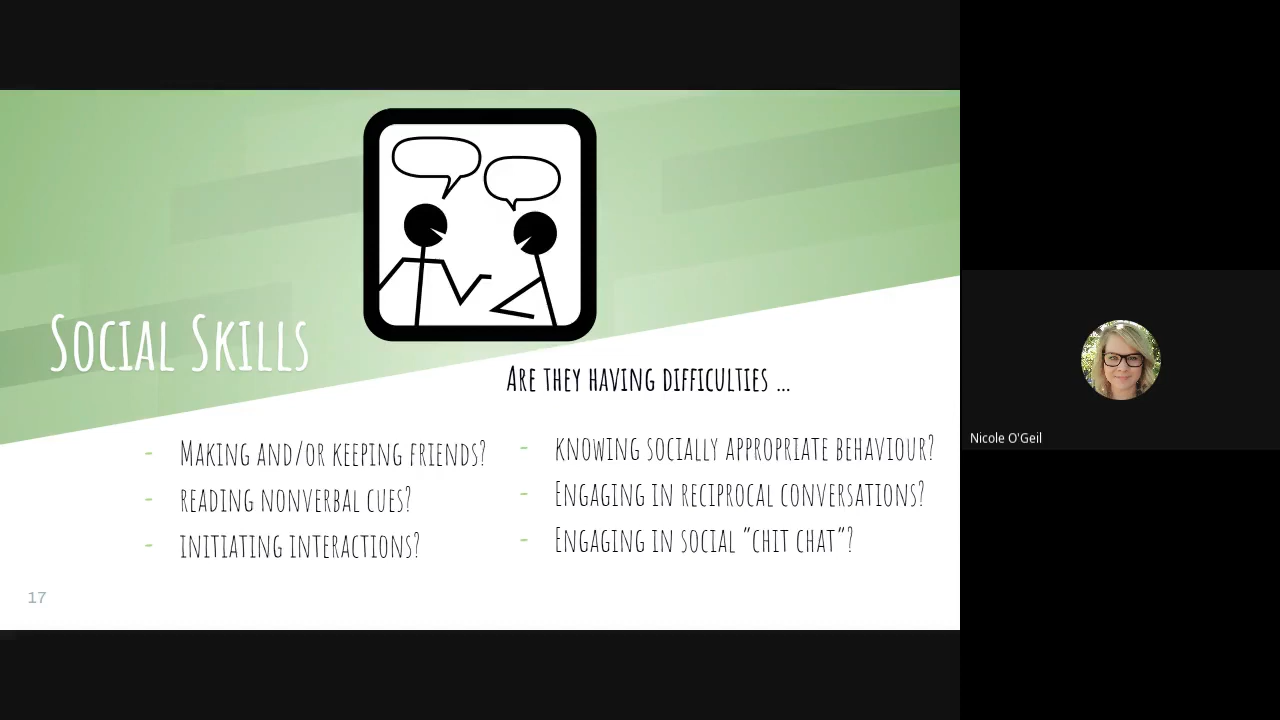 Social Skills
Are they having difficulties ...
- Making and/or keeping friends?
- reading nonverbal cues?
- initiating interactions?
- knowing socially appropriate behaviour?
- Engaging in reciprocal conversations?
- Engaging in social "chit chat"?
17
Nicole O'Geil